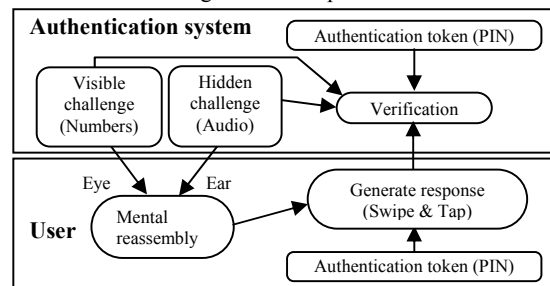 Authentication system
Authentication token (PIN)
Visible
challenge
(Numbers)
Hidden
challenge
(Audio)
Verification
Eye
Ear
User
Mental
reassembly
Generate response
(Swipe & Tap)
Authentication token (PIN)